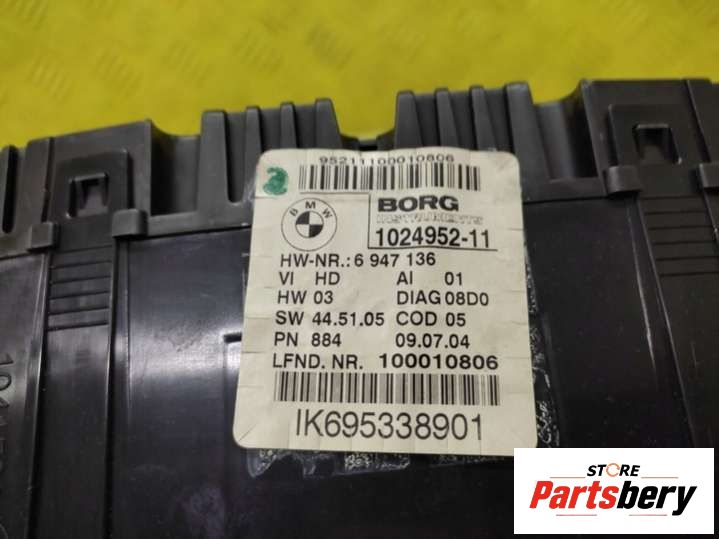 95211100010806
BMW
BORG
INSTRUMENTS
1024952-11
HW-NR.: 6 947 136
VI HD AI 01
HW 03 DIAG 08D0
SW 44.51.05 COD 05
PN 884 09.07.04
LFND. NR. 100010806
IK695338901
STORE
Partsbery